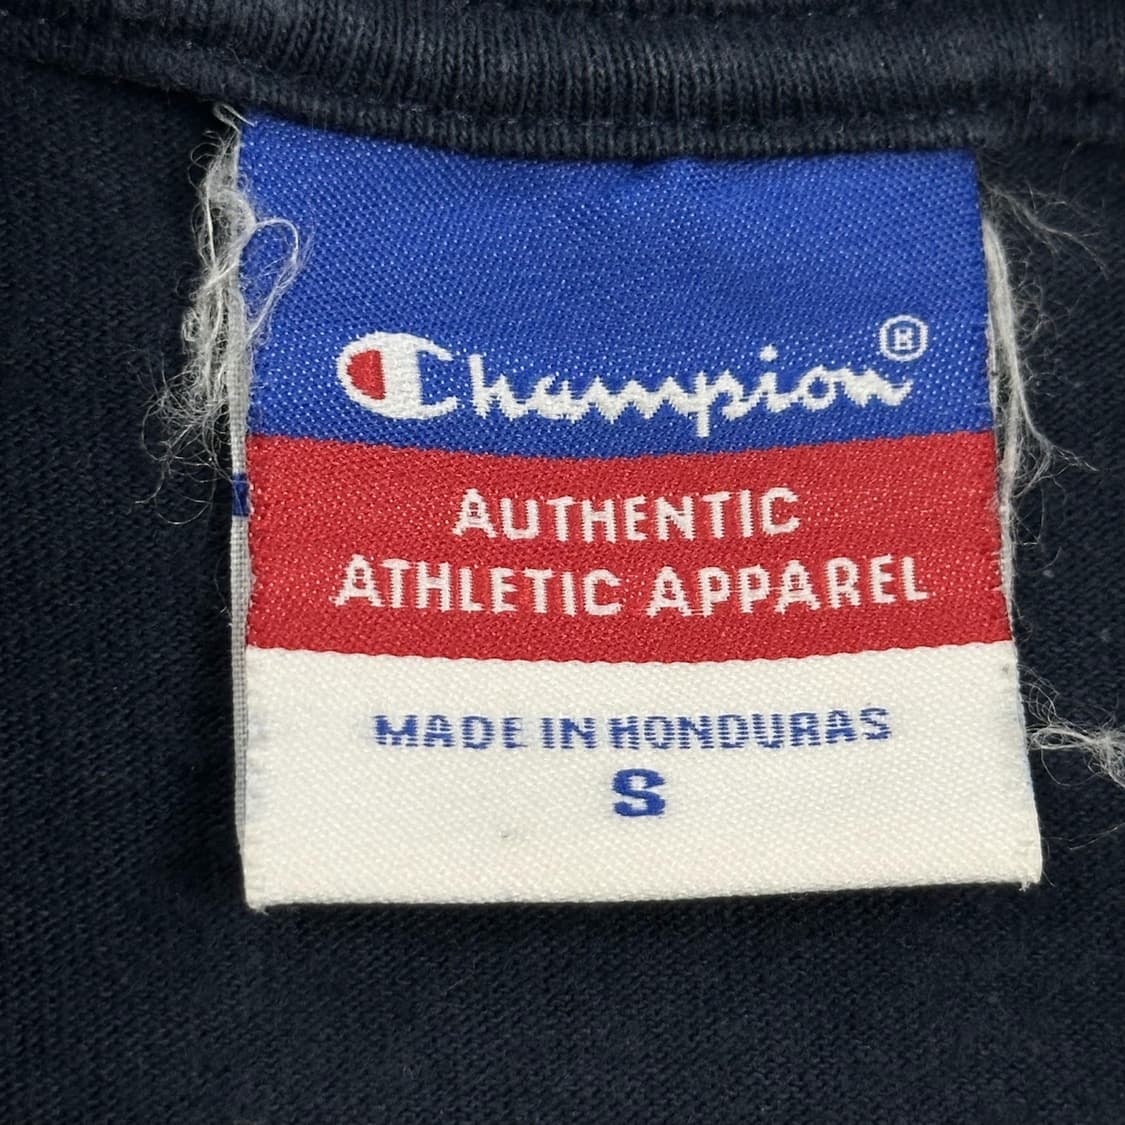 Champion®
AUTHENTIC
ATHLETIC APPAREL
MADE IN HONDURAS
S